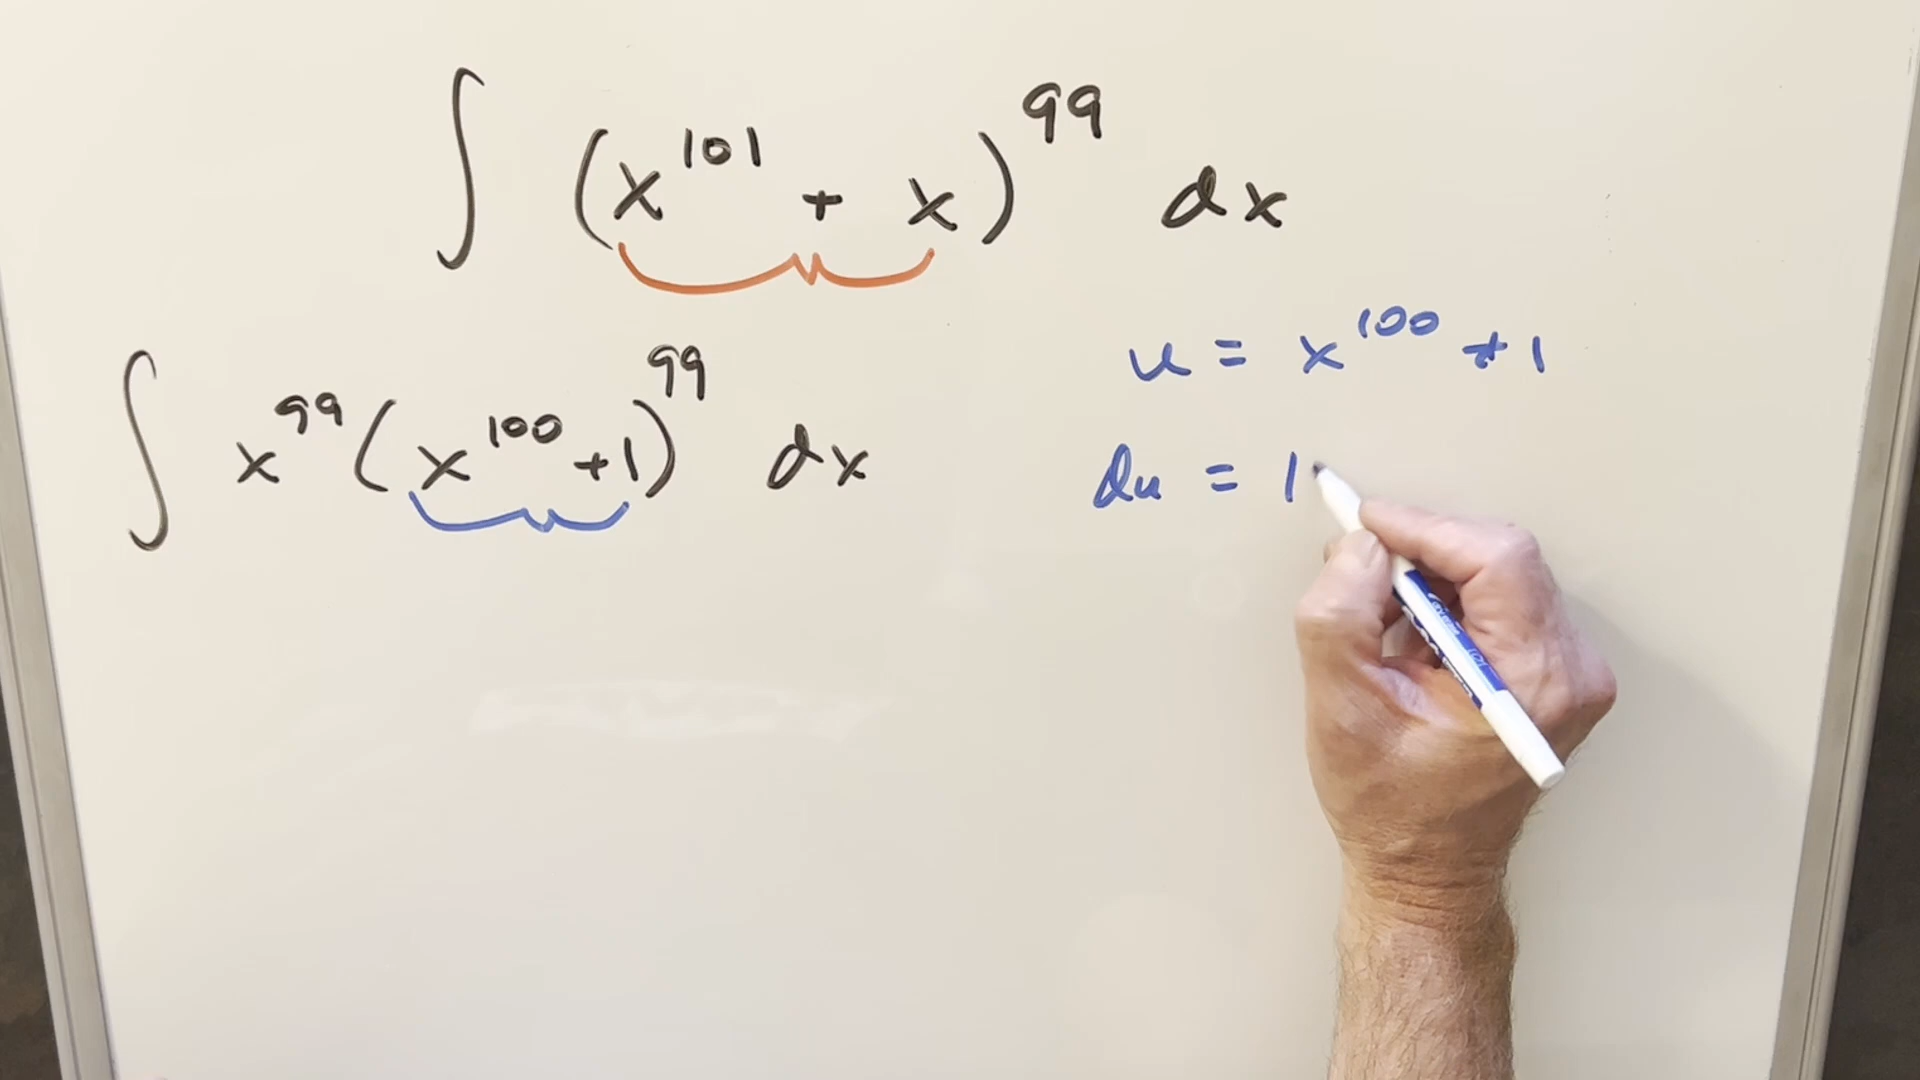 ∫ (x^101 + x)^99 dx
∫ x^99 (x^100 + 1)^99 dx
u = x^100 + 1
du = 1